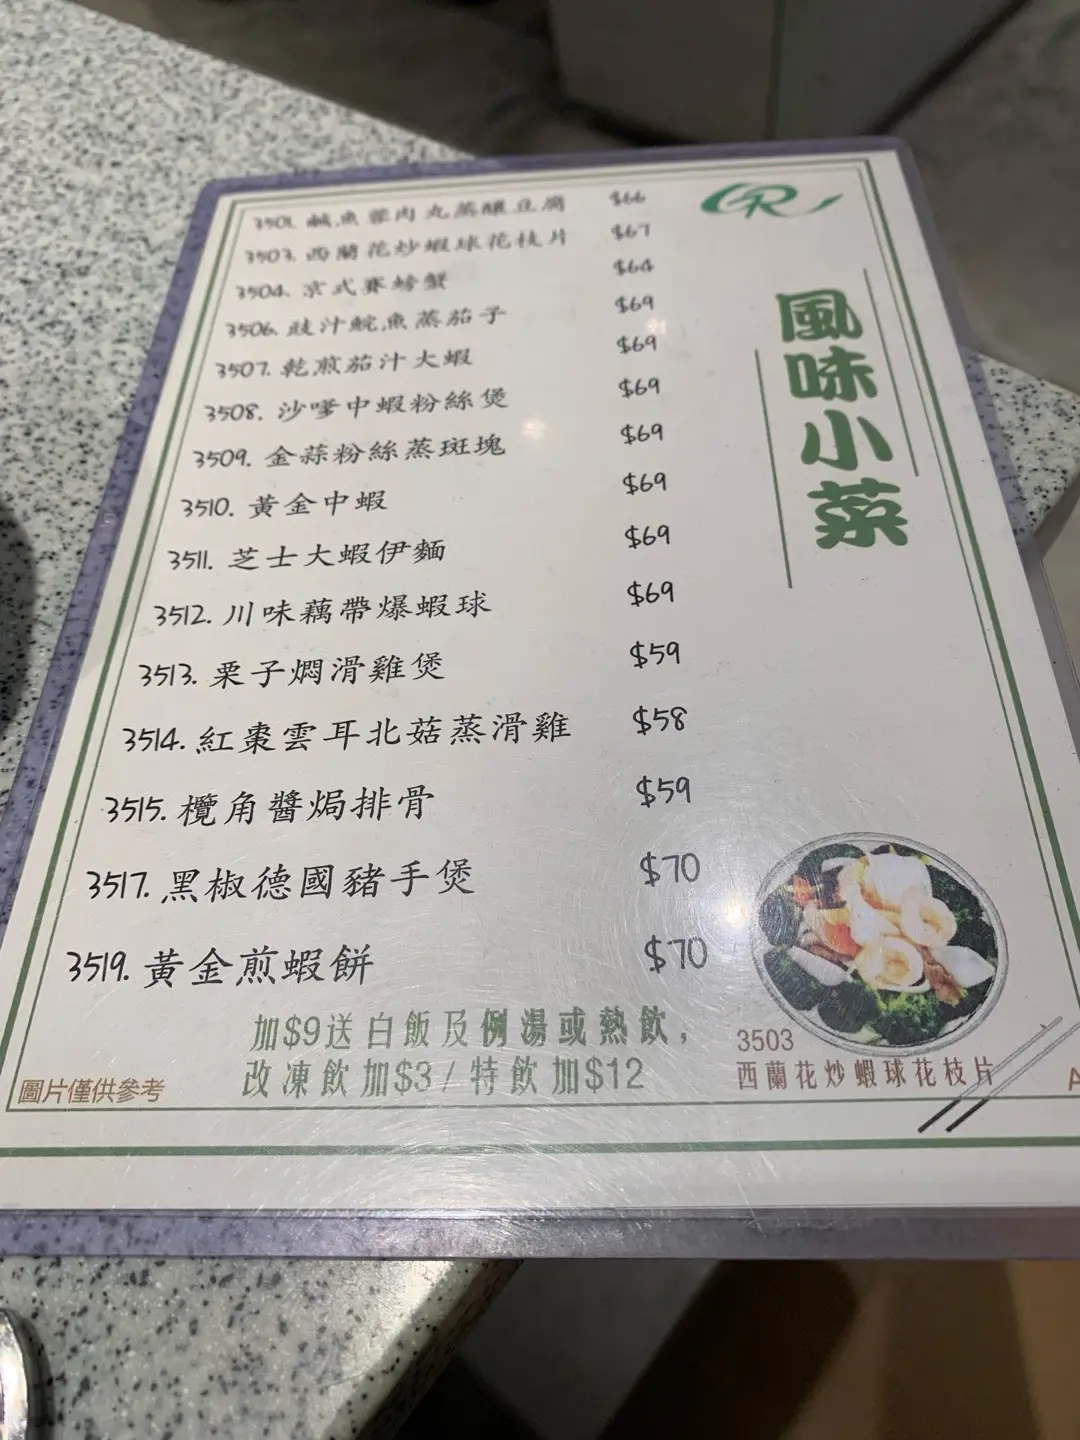 3501. 鹹魚蓉肉丸蒸釀豆腐 $66
3503. 西蘭花炒蝦球花枝片 $67
3504. 京式賽螃蟹 $64
3506. 豉汁鯇魚蒸茄子 $69
3507. 乾煎茄汁大蝦 $69
3508. 沙嗲中蝦粉絲煲 $69
3509. 金蒜粉絲蒸斑塊 $69
3510. 黃金中蝦 $69
3511. 芝士大蝦伊麵 $69
3512. 川味藕帶爆蝦球 $69
3513. 栗子燜滑雞煲 $59
3514. 紅棗雲耳北菇蒸滑雞 $58
3515. 欖角醬焗排骨 $59
3517. 黑椒德國豬手煲 $70
3519. 黃金煎蝦餅 $70
加$9送白飯及例湯或熱飲，
改凍飲加$3 / 特飲加$12
圖片僅供參考
風味小菜
3503
西蘭花炒蝦球花枝片